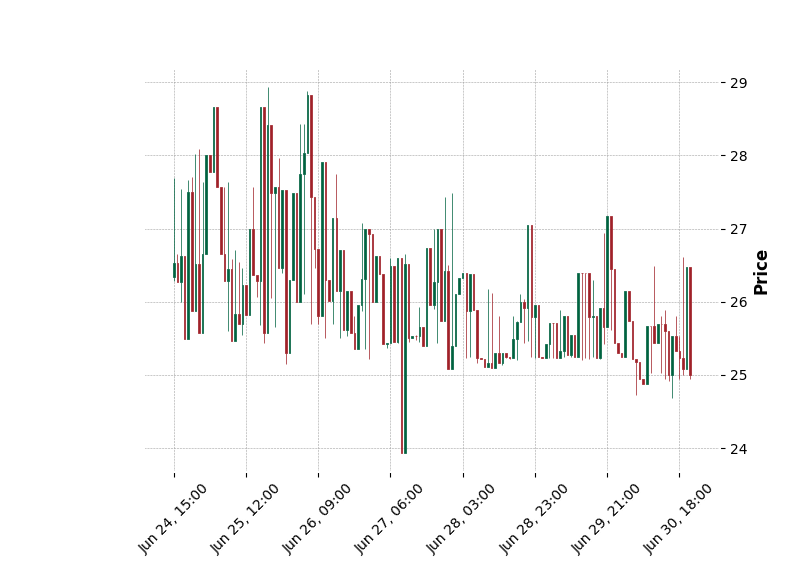 29
28
27
26
25
24
Price
Jun 24, 15:00
Jun 25, 12:00
Jun 26, 09:00
Jun 27, 06:00
Jun 28, 03:00
Jun 28, 23:00
Jun 29, 21:00
Jun 30, 18:00